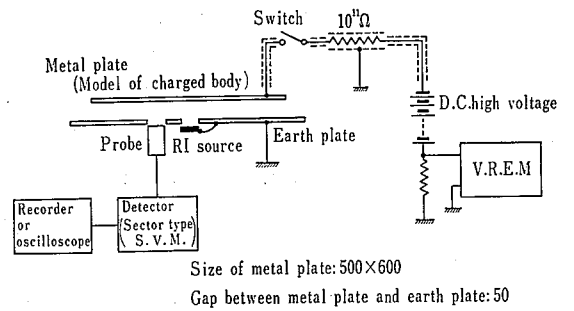 Switch
10¹¹Ω
Metal plate
(Model of charged body)
D.C.high voltage
Earth plate
Probe
RI source
V.R.E.M
Recorder
or
oscilloscope
Detector
(Sector type
S.V.M.)
Size of metal plate:500×600
Gap between metal plate and earth plate:50